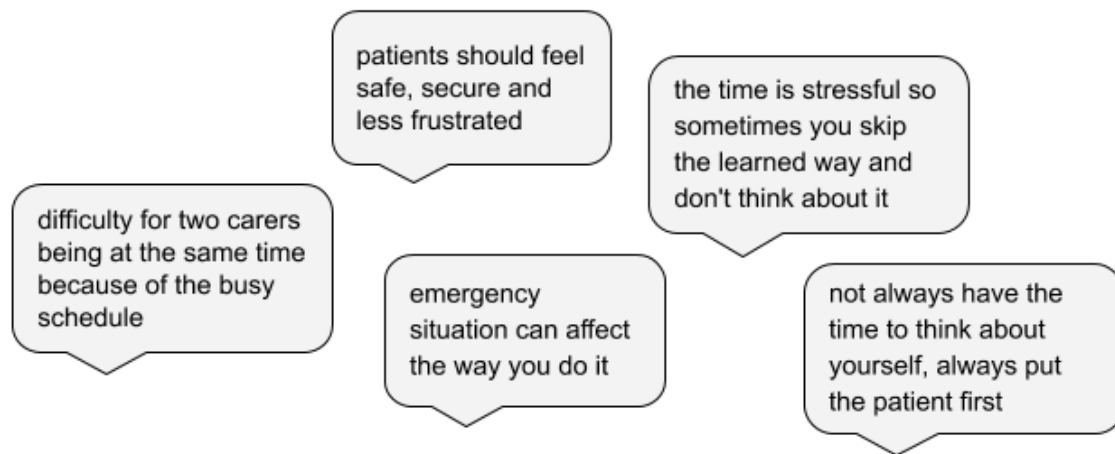 patients should feel
safe, secure and
less frustrated
the time is stressful so
sometimes you skip
the learned way and
don't think about it
difficulty for two carers
being at the same time
because of the busy
schedule
emergency
situation can affect
the way you do it
not always have the
time to think about
yourself, always put
the patient first